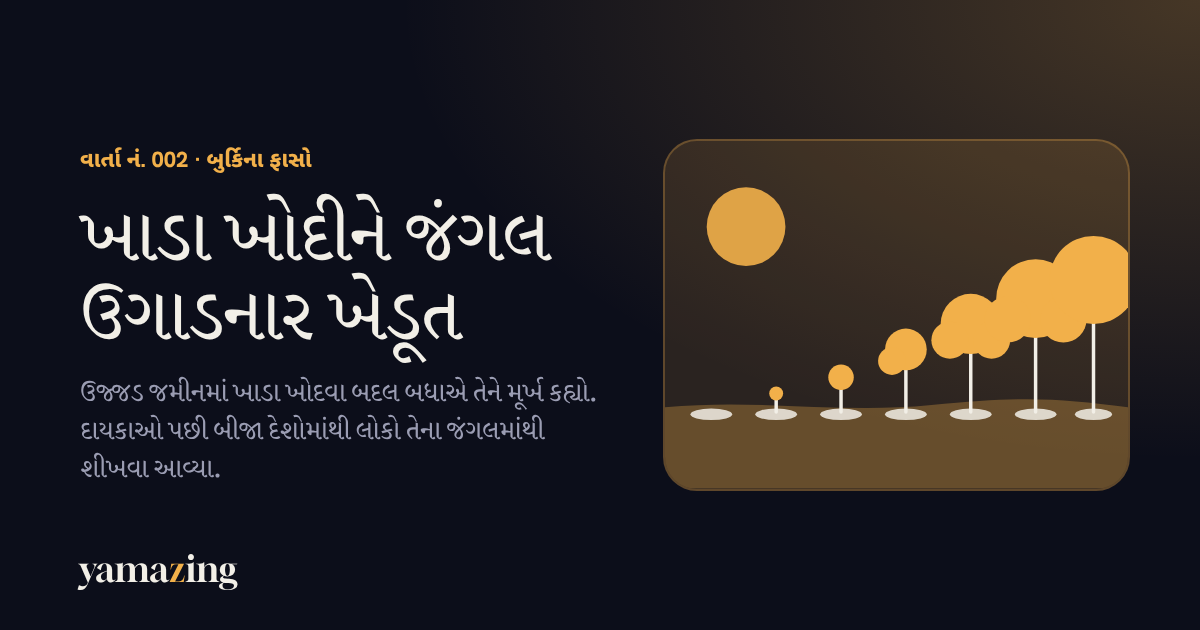 વાર્તા નં. 002 · બુર્કિના ફાસો
ખાડા ખોદીને જંગલ
ઉગાડનાર ખેડૂત
ઉજ્જડ જમીનમાં ખાડા ખોદવા બદલ બધાએ તેને મૂર્ખ કહ્યો.
દાયકાઓ પછી બીજા દેશોમાંથી લોકો તેના જંગલમાંથી
શીખવા આવ્યા.
yamazing